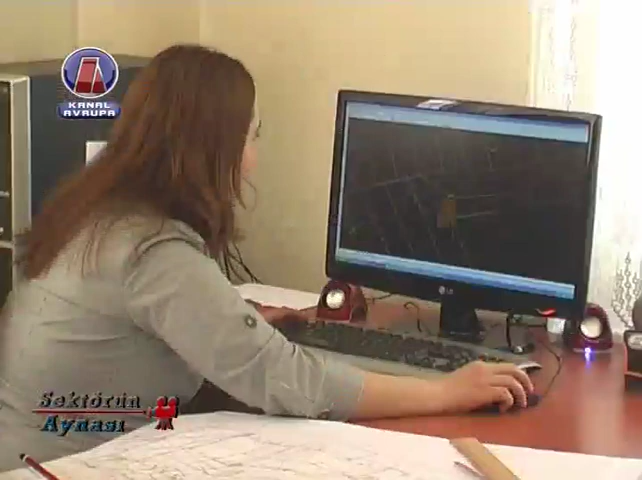 KANAL
AVRUPA
LG
Sektörün
Aynası